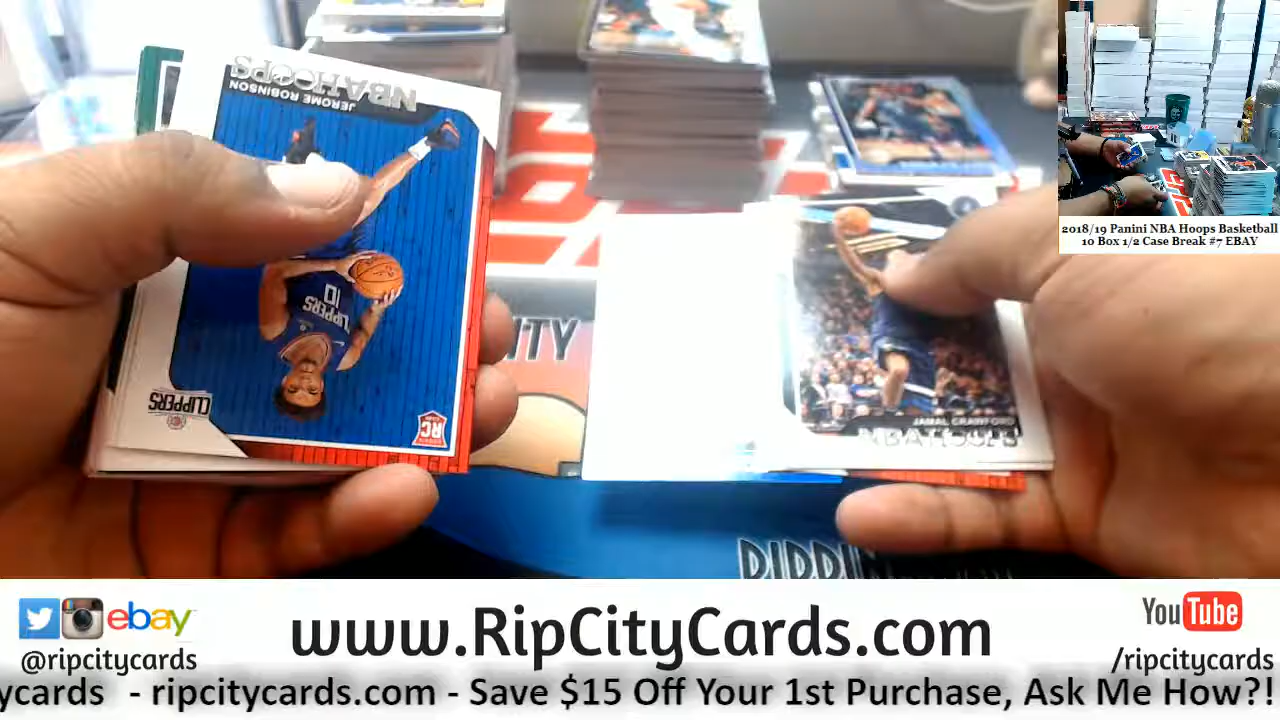 NBA HOOPS
JEROME ROBINSON
CLIPPERS
10
CLIPPERS
RC
JAMAL CRAWFORD
NBA HOOPS
2018/19 Panini NBA Hoops Basketball
10 Box 1/2 Case Break #7 EBAY
ebay
@ripcitycards
www.RipCityCards.com
YouTube
/ripcitycards
ycards - ripcitycards.com - Save $15 Off Your 1st Purchase, Ask Me How?!